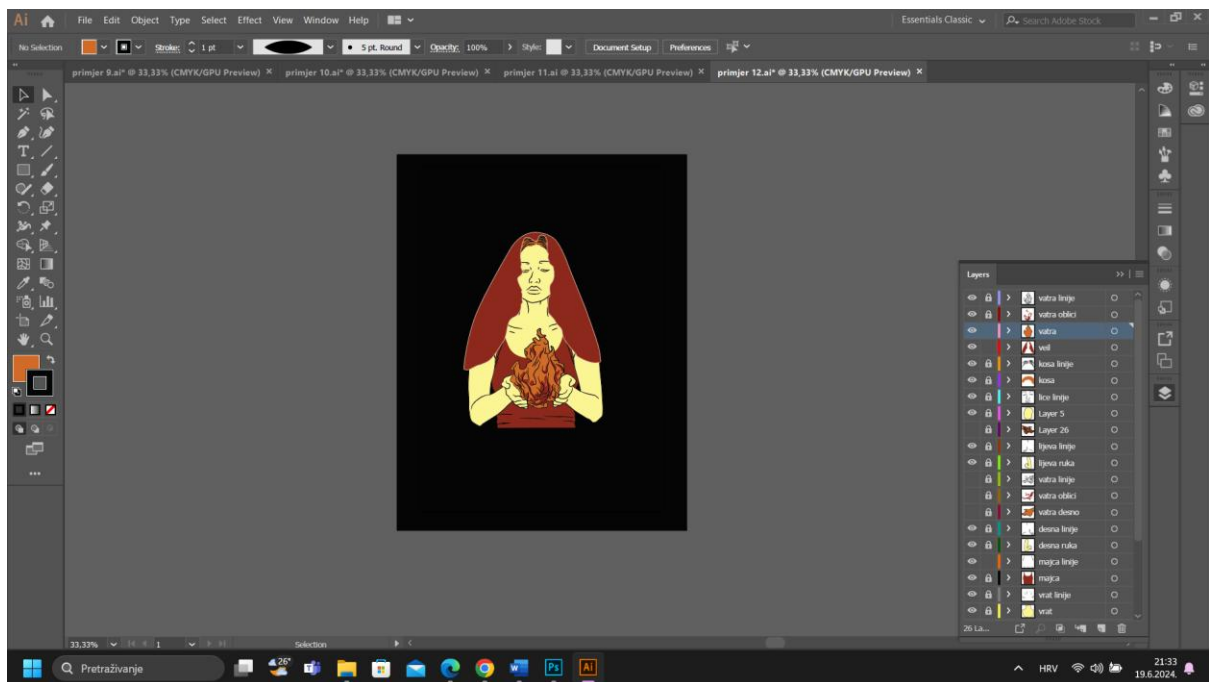 Ai File Edit Object Type Select Effect View Window Help Essentials Classic Search Adobe Stock
No Selection Stroke: 1 pt 5 pt. Round Opacity: 100% Style: Document Setup Preferences
primjer 9.ai* @ 33,33% (CMYK/GPU Preview) × primjer 10.ai* @ 33,33% (CMYK/GPU Preview) × primjer 11.ai @ 33,33% (CMYK/GPU Preview) × primjer 12.ai* @ 33,33% (CMYK/GPU Preview) ×
Layers
vatra linije
vatra oblici
vatra
veil
kosa linije
kosa
lice linije
Layer 5
Layer 26
lijeva linije
lijeva ruka
vatra linije
vatra oblici
vatra desno
desna linije
desna ruka
majca linije
majca
vrat linije
vrat
26 La...
33,33% 1 Selection
Pretraživanje 26° Ps Ai HRV 21:33
19.6.2024.